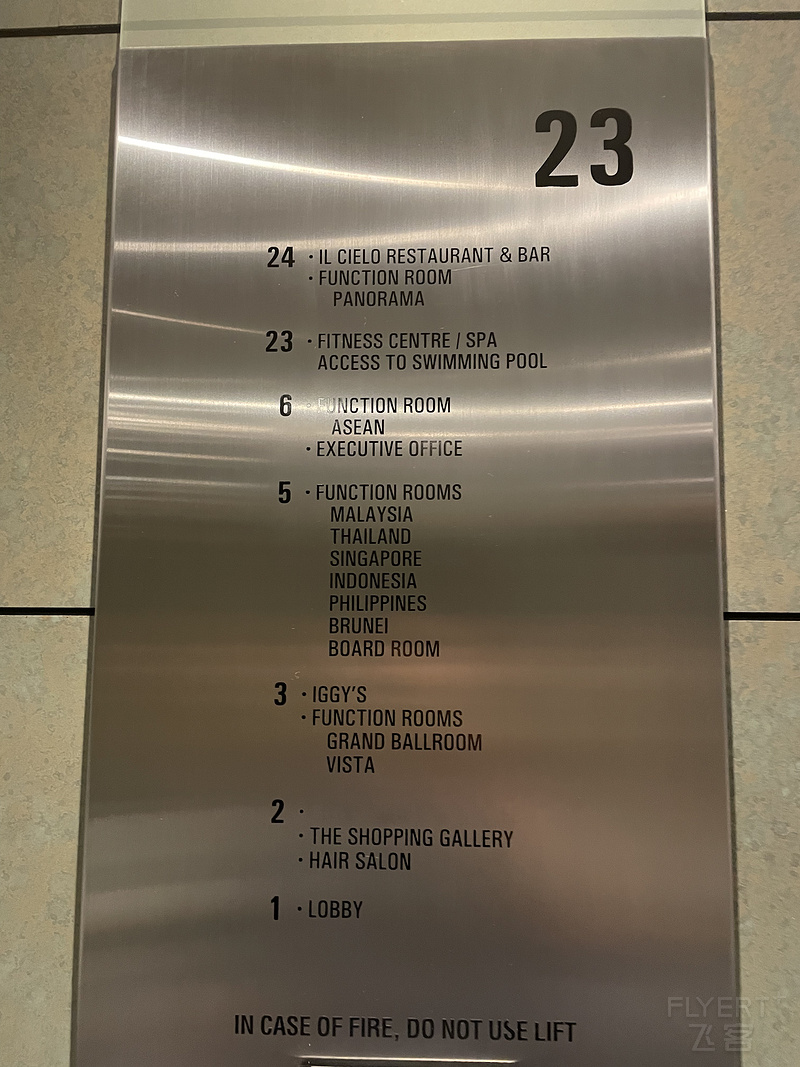 23
24 · IL CIELO RESTAURANT & BAR
· FUNCTION ROOM
PANORAMA
23 · FITNESS CENTRE / SPA
ACCESS TO SWIMMING POOL
6 · FUNCTION ROOM
ASEAN
· EXECUTIVE OFFICE
5 · FUNCTION ROOMS
MALAYSIA
THAILAND
SINGAPORE
INDONESIA
PHILIPPINES
BRUNEI
BOARD ROOM
3 · IGGY'S
· FUNCTION ROOMS
GRAND BALLROOM
VISTA
2 ·
· THE SHOPPING GALLERY
· HAIR SALON
1 · LOBBY
IN CASE OF FIRE, DO NOT USE LIFT
FLYERT
飞客